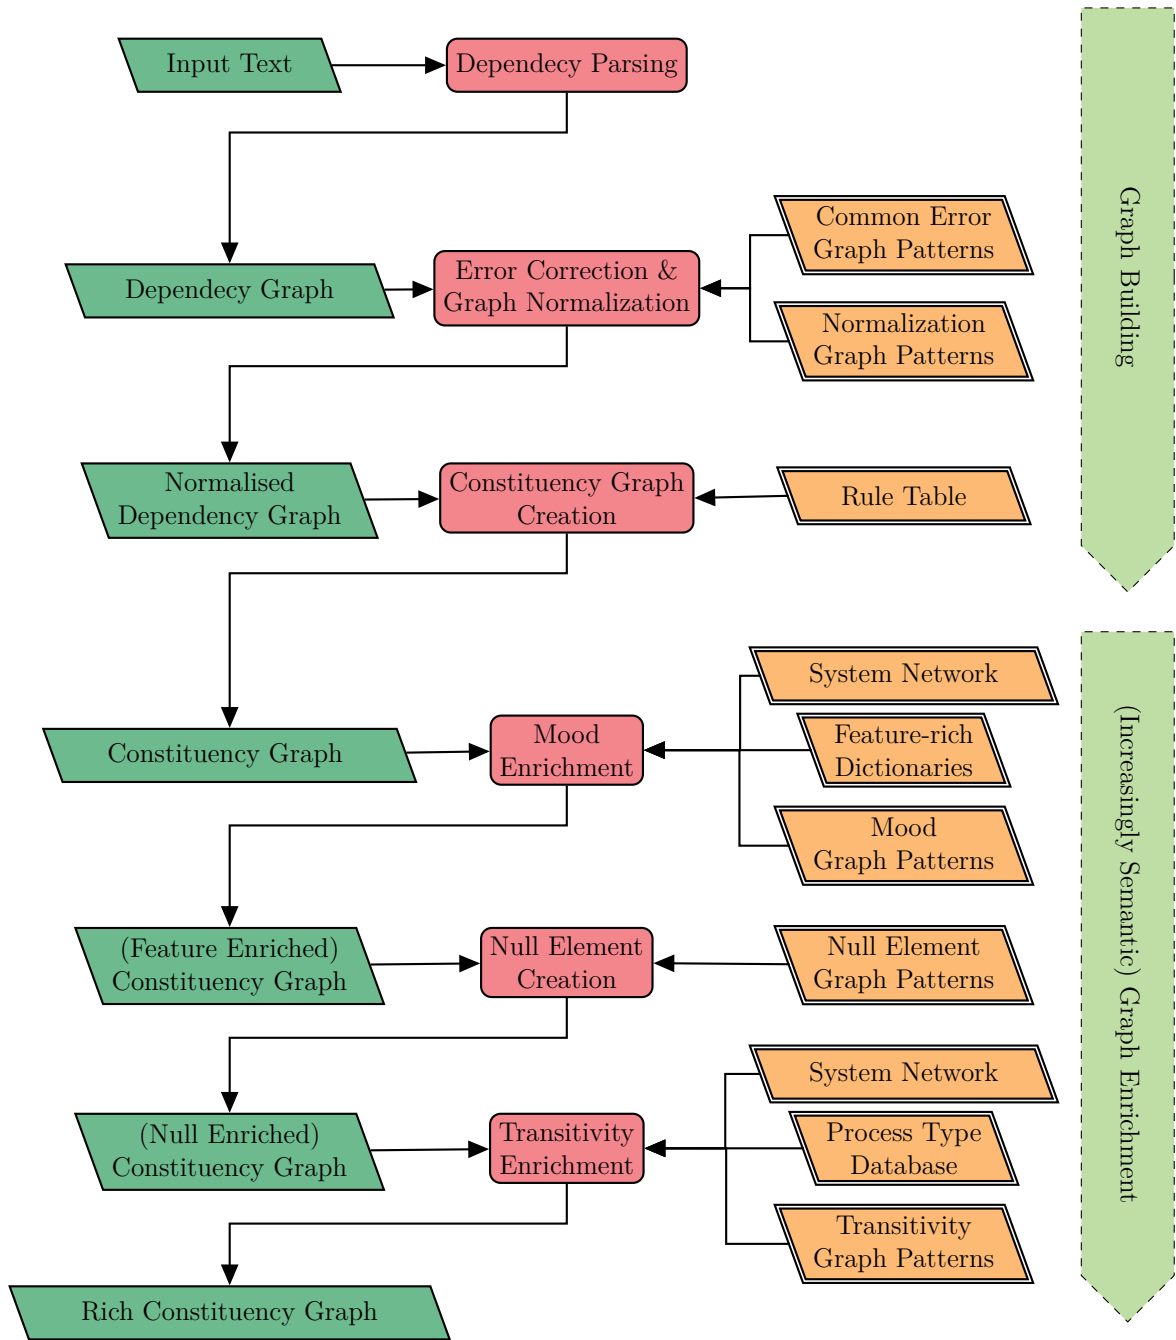 Input Text
Dependecy Parsing
Common Error
Graph Patterns
Dependecy Graph
Error Correction &
Graph Normalization
Normalization
Graph Patterns
Graph Building
Normalised
Dependency Graph
Constituency Graph
Creation
Rule Table
System Network
Constituency Graph
Mood
Enrichment
Feature-rich
Dictionaries
Mood
Graph Patterns
(Feature Enriched)
Constituency Graph
Null Element
Creation
Null Element
Graph Patterns
(Increasingly Semantic) Graph Enrichment
System Network
(Null Enriched)
Constituency Graph
Transitivity
Enrichment
Process Type
Database
Transitivity
Graph Patterns
Rich Constituency Graph